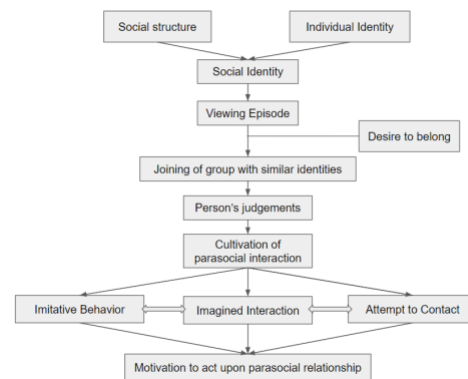 Social structure
Individual Identity
Social Identity
Viewing Episode
Desire to belong
Joining of group with similar identities
Person's judgements
Cultivation of
parasocial interaction
Imitative Behavior
Imagined Interaction
Attempt to Contact
Motivation to act upon parasocial relationship